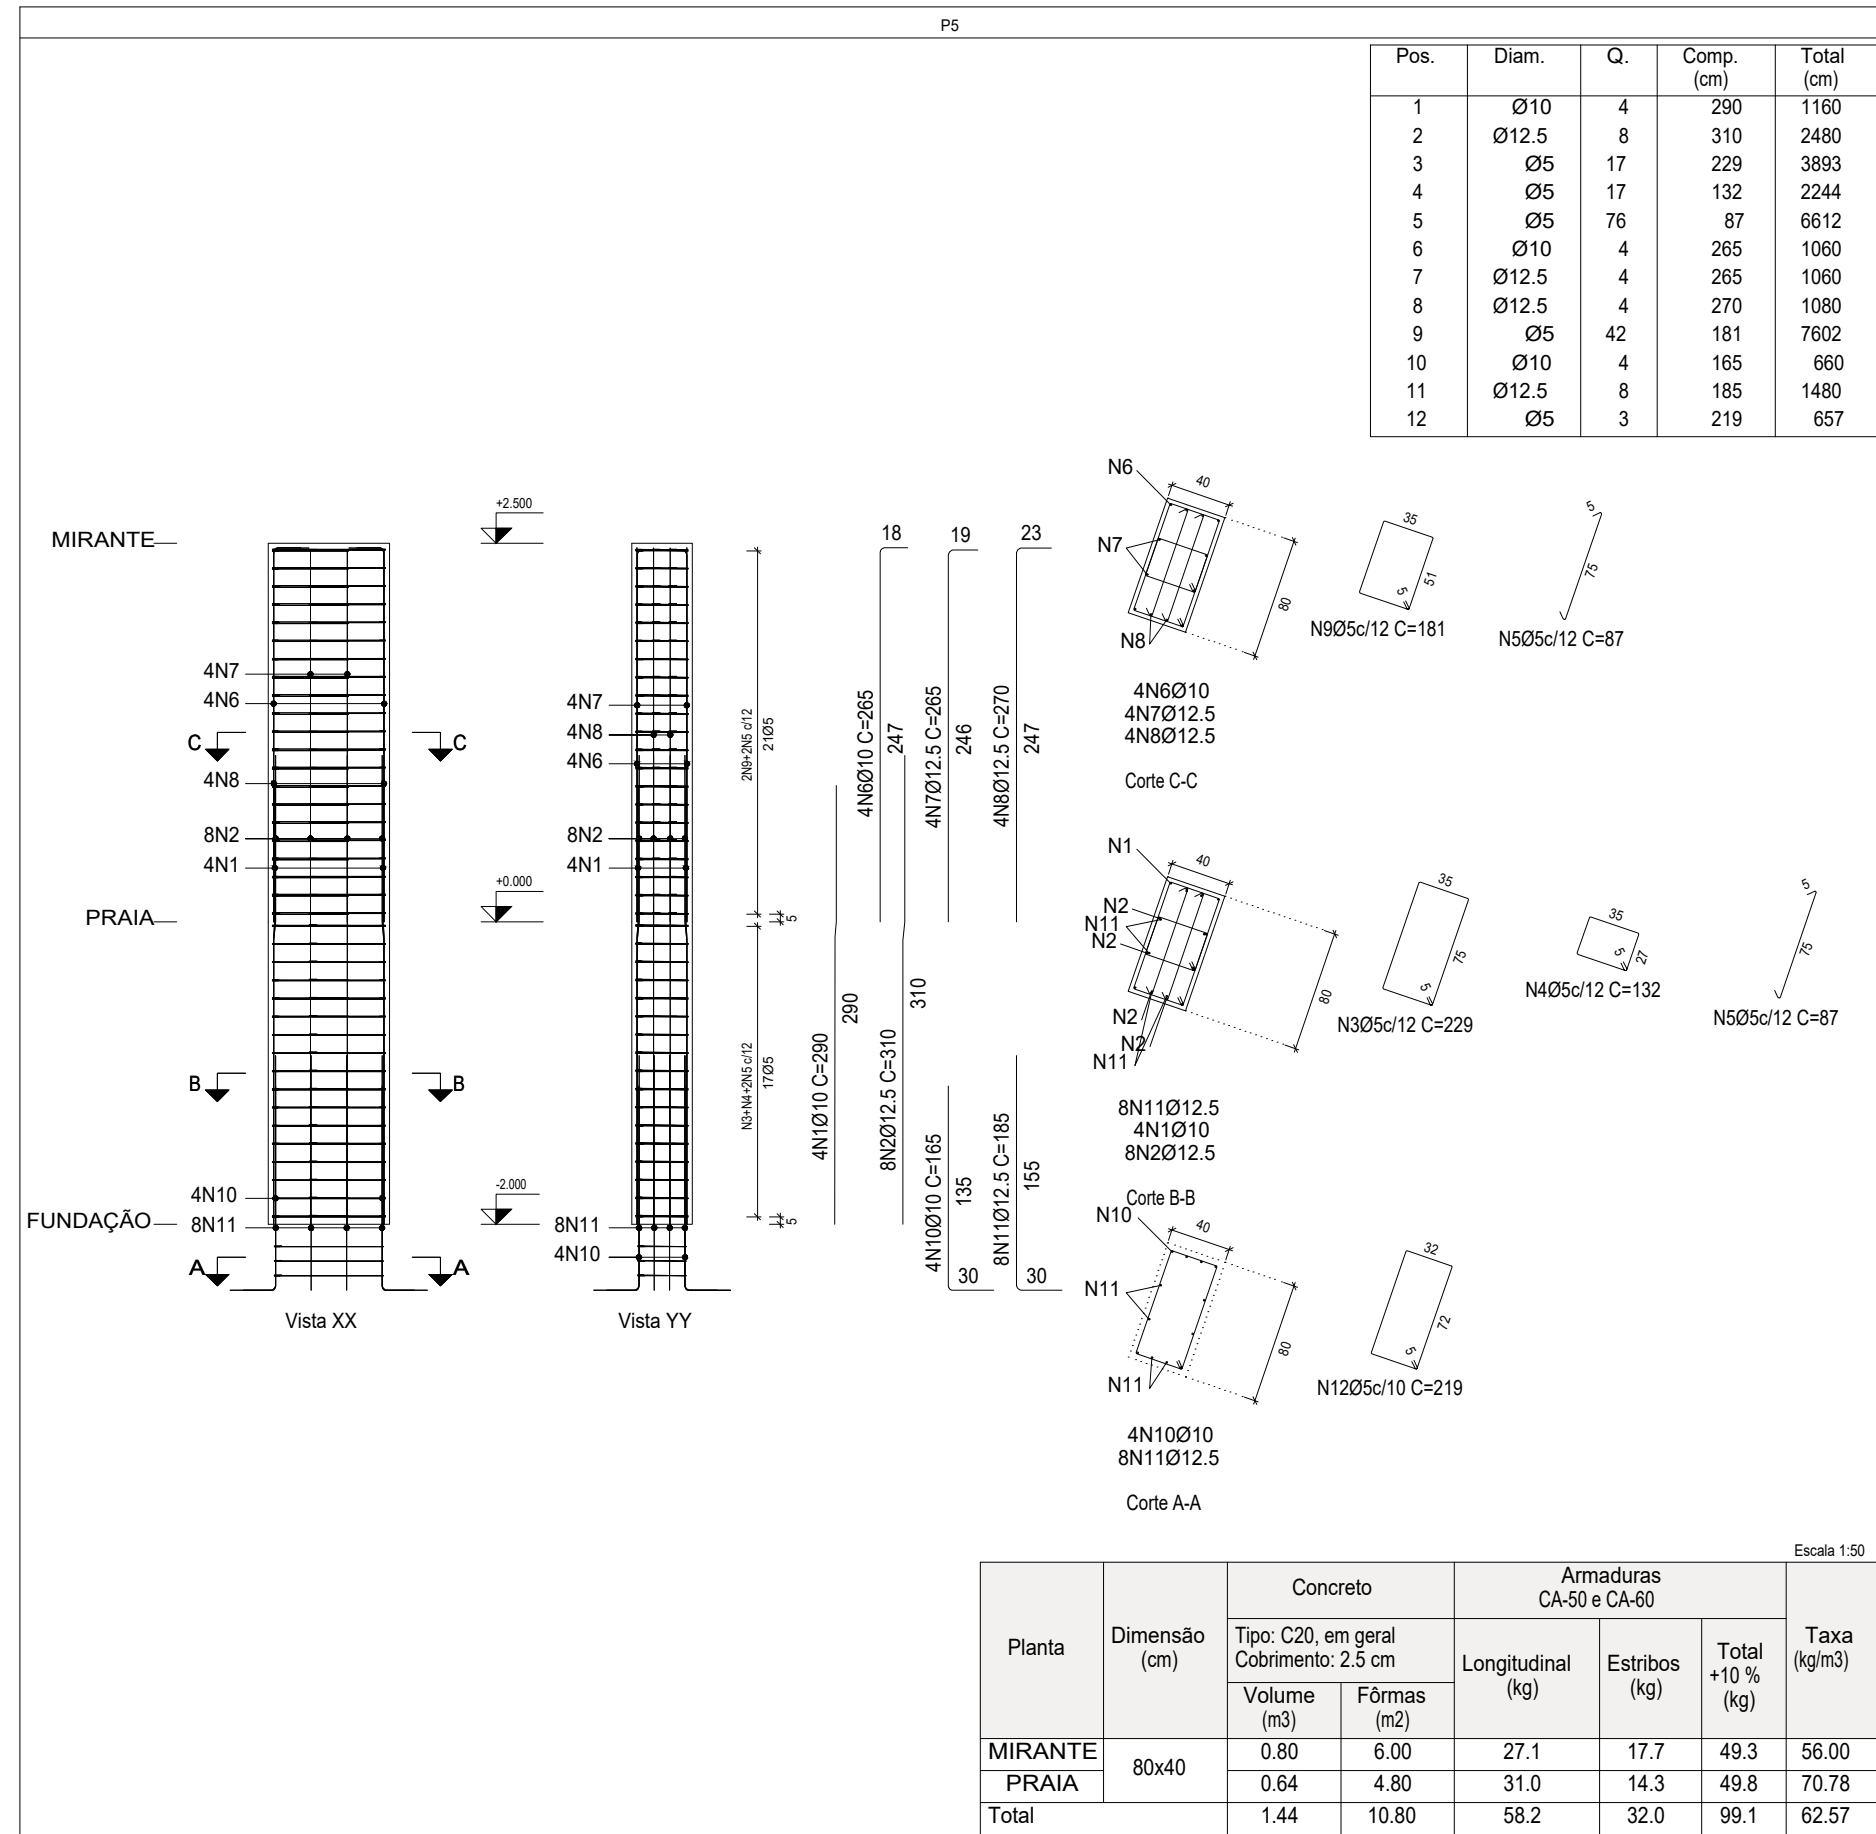 P5
Pos. Diam. Q. Comp. (cm) Total (cm)
1 Ø10 4 290 1160
2 Ø12.5 8 310 2480
3 Ø5 17 229 3893
4 Ø5 17 132 2244
5 Ø5 76 87 6612
6 Ø10 4 265 1060
7 Ø12.5 4 265 1060
8 Ø12.5 4 270 1080
9 Ø5 42 181 7602
10 Ø10 4 165 660
11 Ø12.5 8 185 1480
12 Ø5 3 219 657
MIRANTE
4N7
4N6
C C
4N8
8N2
4N1
PRAIA
B B
4N10
FUNDAÇÃO
8N11
A A
Vista XX
+2.500
+0.000
-2.000
4N7
4N8
4N6
8N2
4N1
8N11
4N10
Vista YY
2N9+2N5 c/12
21Ø5
5
N3+N4+2N5 c/12
17Ø5
5
4N1Ø10 C=290
290
18
4N6Ø10 C=265
247
8N2Ø12.5 C=310
310
19
4N7Ø12.5 C=265
246
23
4N8Ø12.5 C=270
247
4N10Ø10 C=165
135
30
8N11Ø12.5 C=185
155
30
N6
40
N7
80
N8
4N6Ø10
4N7Ø12.5
4N8Ø12.5
Corte C-C
35
51
5
N9Ø5c/12 C=181
5
75
N5Ø5c/12 C=87
N1
40
N2
N11
N2
80
N2
N2
N11
8N11Ø12.5
4N1Ø10
8N2Ø12.5
Corte B-B
35
75
5
N3Ø5c/12 C=229
35
27
5
N4Ø5c/12 C=132
5
75
N5Ø5c/12 C=87
N10
40
N11
80
N11
4N10Ø10
8N11Ø12.5
Corte A-A
32
72
5
N12Ø5c/10 C=219
Escala 1:50
Planta
Dimensão
(cm)
Concreto
Tipo: C20, em geral
Cobrimento: 2.5 cm
Volume
(m3)
Fôrmas
(m2)
Armaduras
CA-50 e CA-60
Longitudinal
(kg)
Estribos
(kg)
Total
+10 %
(kg)
Taxa
(kg/m3)
MIRANTE 80x40 0.80 6.00 27.1 17.7 49.3 56.00
PRAIA 0.64 4.80 31.0 14.3 49.8 70.78
Total 1.44 10.80 58.2 32.0 99.1 62.57